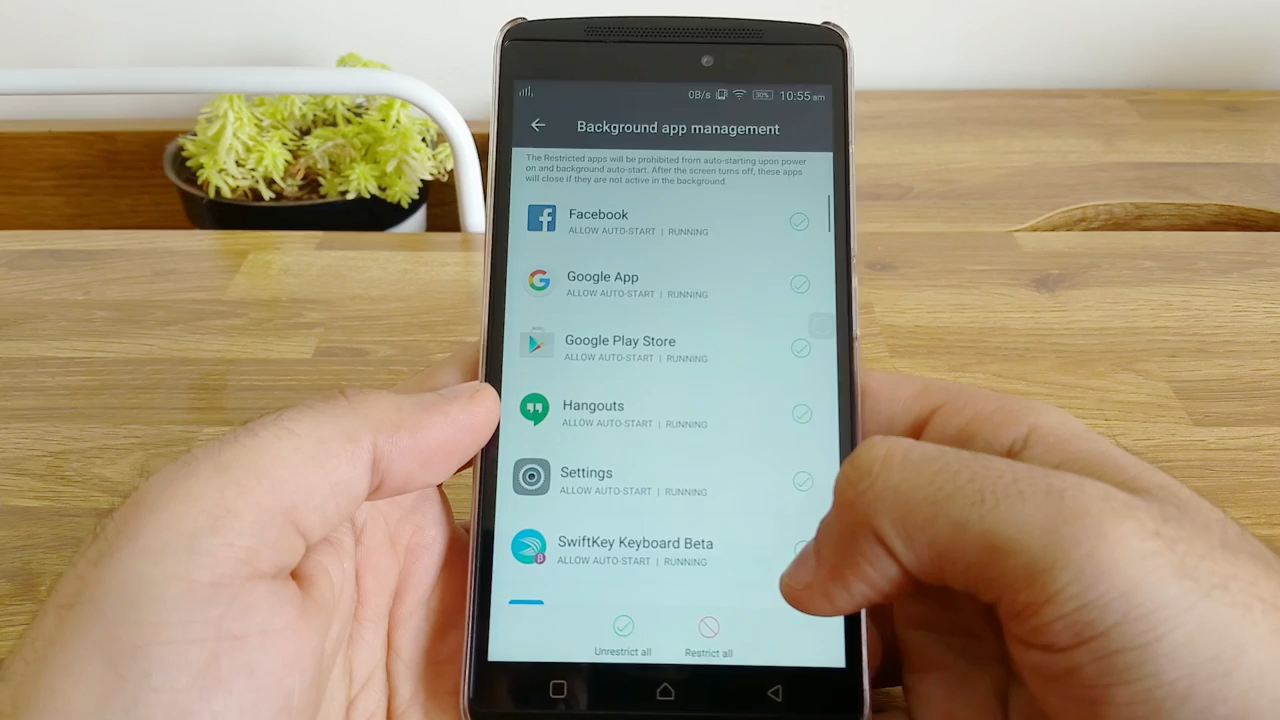 0B/s 30% 10:55 am
Background app management
The Restricted apps will be prohibited from auto-starting upon power
on and background auto-start. After the screen turns off, these apps
will close if they are not active in the background.
Facebook
ALLOW AUTO-START | RUNNING
Google App
ALLOW AUTO-START | RUNNING
Google Play Store
ALLOW AUTO-START | RUNNING
Hangouts
ALLOW AUTO-START | RUNNING
Settings
ALLOW AUTO-START | RUNNING
SwiftKey Keyboard Beta
ALLOW AUTO-START | RUNNING
Unrestrict all Restrict all